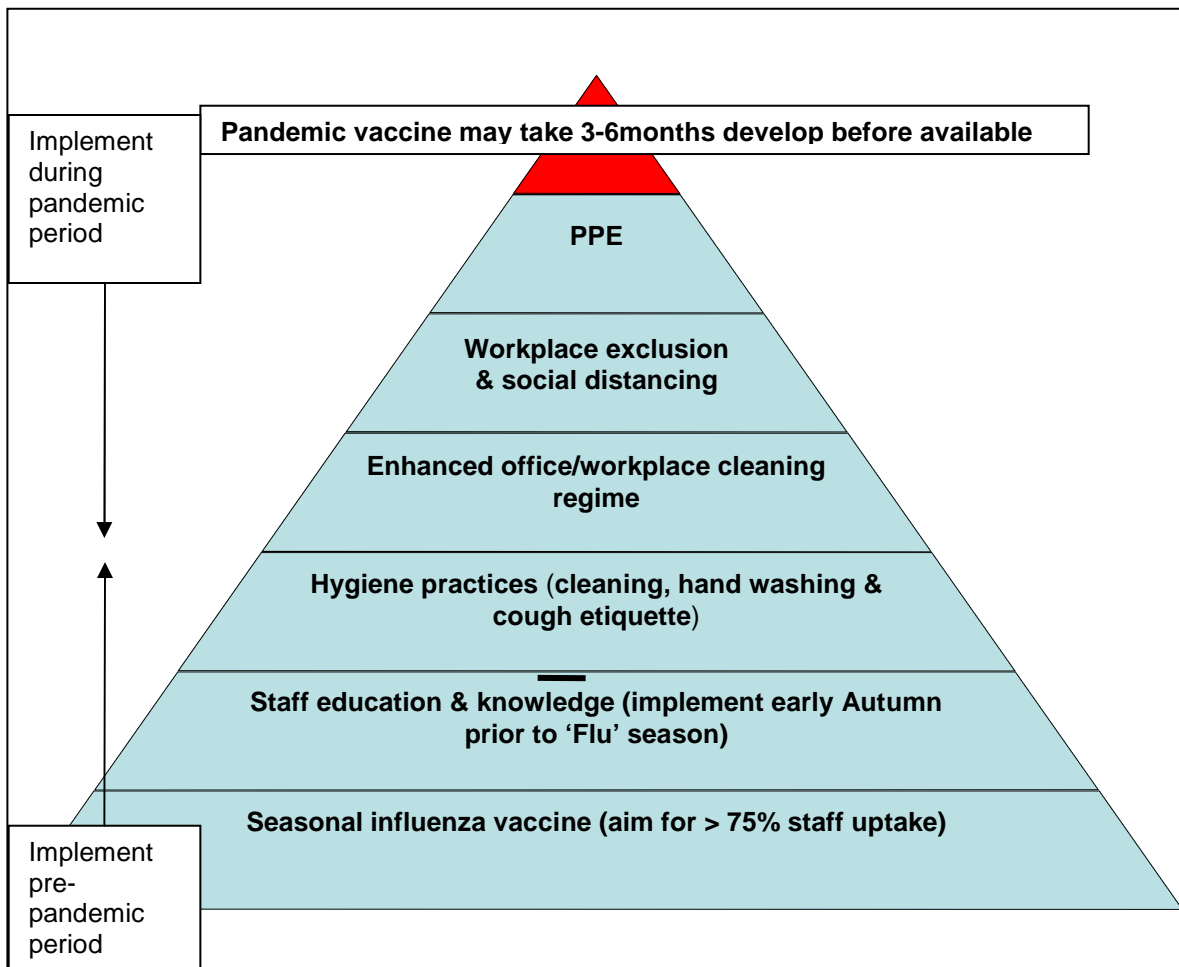 Implement
during
pandemic
period
Pandemic vaccine may take 3-6months develop before available
PPE
Workplace exclusion
& social distancing
Enhanced office/workplace cleaning
regime
Hygiene practices (cleaning, hand washing &
cough etiquette)
Staff education & knowledge (implement early Autumn
prior to ‘Flu’ season)
Seasonal influenza vaccine (aim for > 75% staff uptake)
Implement
pre-
pandemic
period